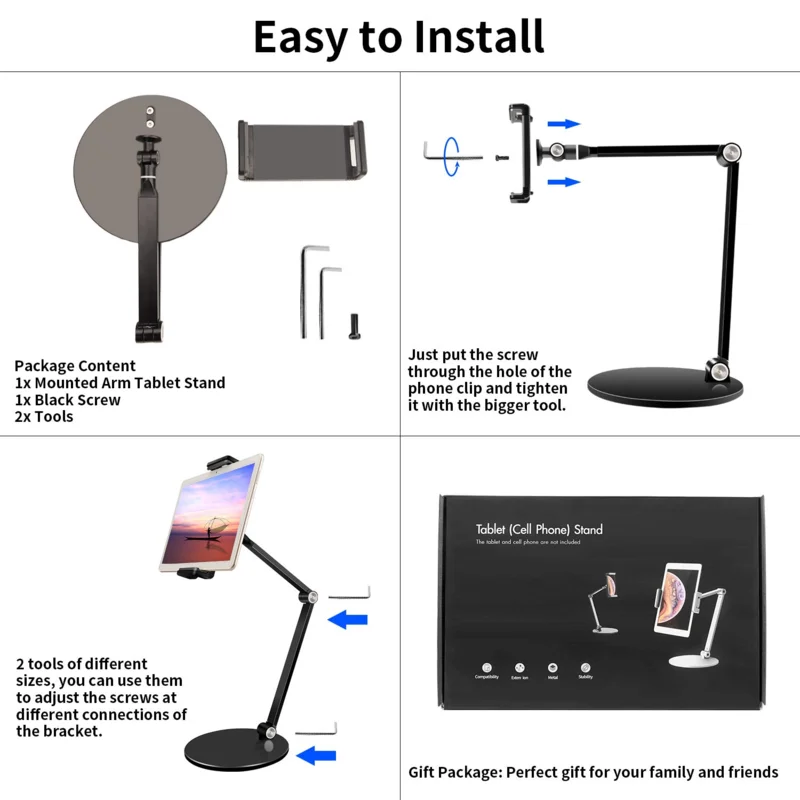 Easy to Install
Package Content
1x Mounted Arm Tablet Stand
1x Black Screw
2x Tools
Just put the screw
through the hole of the
phone clip and tighten
it with the bigger tool.
2 tools of different
sizes, you can use them
to adjust the screws at
different connections of
the bracket.
Tablet (Cell Phone) Stand
The tablet and cell phone are not included
Compatibility
Metal
Stability
Gift Package: Perfect gift for your family and friends